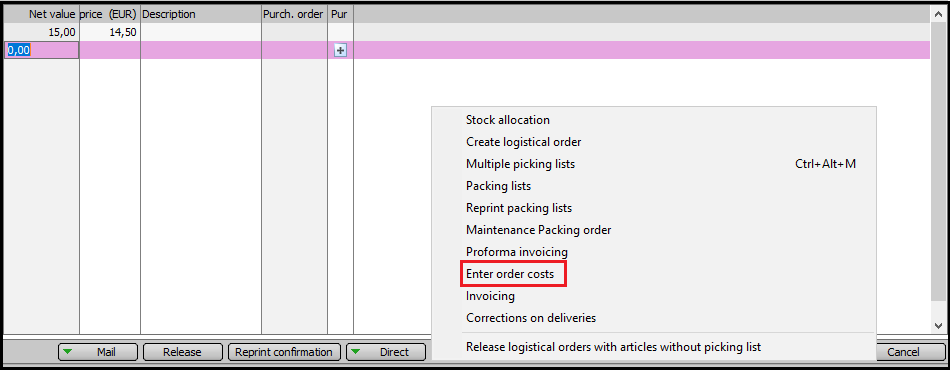 Net value price (EUR) Description Purch. order Pur
15,00 14,50
0,00
Stock allocation
Create logistical order
Multiple picking lists Ctrl+Alt+M
Packing lists
Reprint packing lists
Maintenance Packing order
Proforma invoicing
Enter order costs
Invoicing
Corrections on deliveries
Release logistical orders with articles without picking list
Mail Release Reprint confirmation Direct Cancel